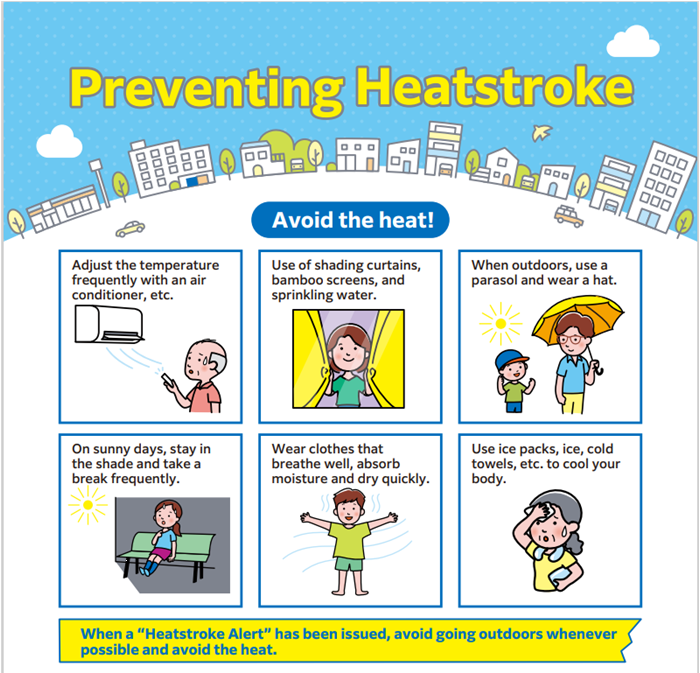 Preventing Heatstroke
Avoid the heat!
Adjust the temperature
frequently with an air
conditioner, etc.
Use of shading curtains,
bamboo screens, and
sprinkling water.
When outdoors, use a
parasol and wear a hat.
On sunny days, stay in
the shade and take a
break frequently.
Wear clothes that
breathe well, absorb
moisture and dry quickly.
Use ice packs, ice, cold
towels, etc. to cool your
body.
When a “Heatstroke Alert” has been issued, avoid going outdoors whenever
possible and avoid the heat.